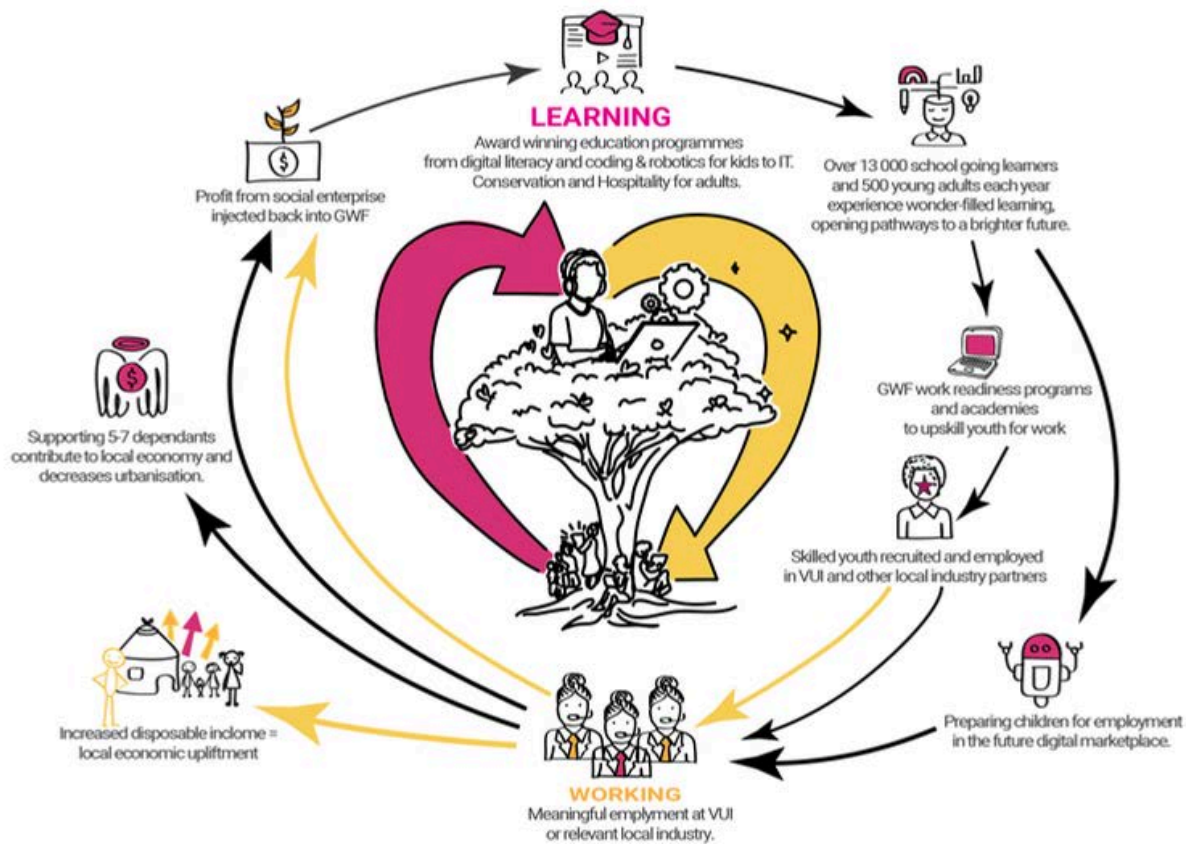 LEARNING
Award winning education programmes
from digital literacy and coding & robotics for kids to IT.
Conservation and Hospitality for adults.
Over 13 000 school going learners
and 500 young adults each year
experience wonder-filled learning,
opening pathways to a brighter future.
GWF work readiness programs
and academies
to upskill youth for work
Skilled youth recruited and employed
in VUI and other local industry partners
Preparing children for employment
in the future digital marketplace.
WORKING
Meaningful emplyment at VUI
or relevant local industry.
Increased disposable inclome =
local economic upliftment
Supporting 5-7 dependants
contribute to local economy and
decreases urbanisation.
$
Profit from social enterprise
injected back into GWF
$